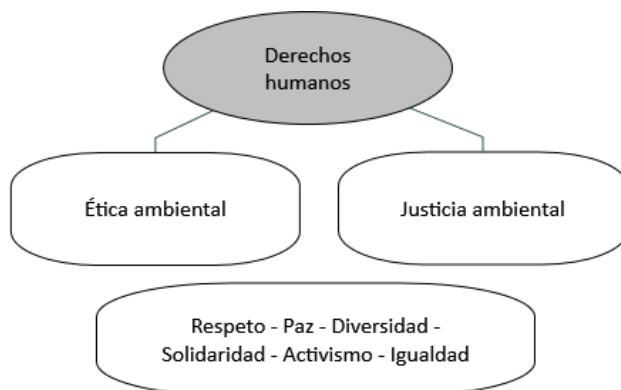 Derechos
humanos
Ética ambiental
Justicia ambiental
Respeto - Paz - Diversidad -
Solidaridad - Activismo - Igualdad